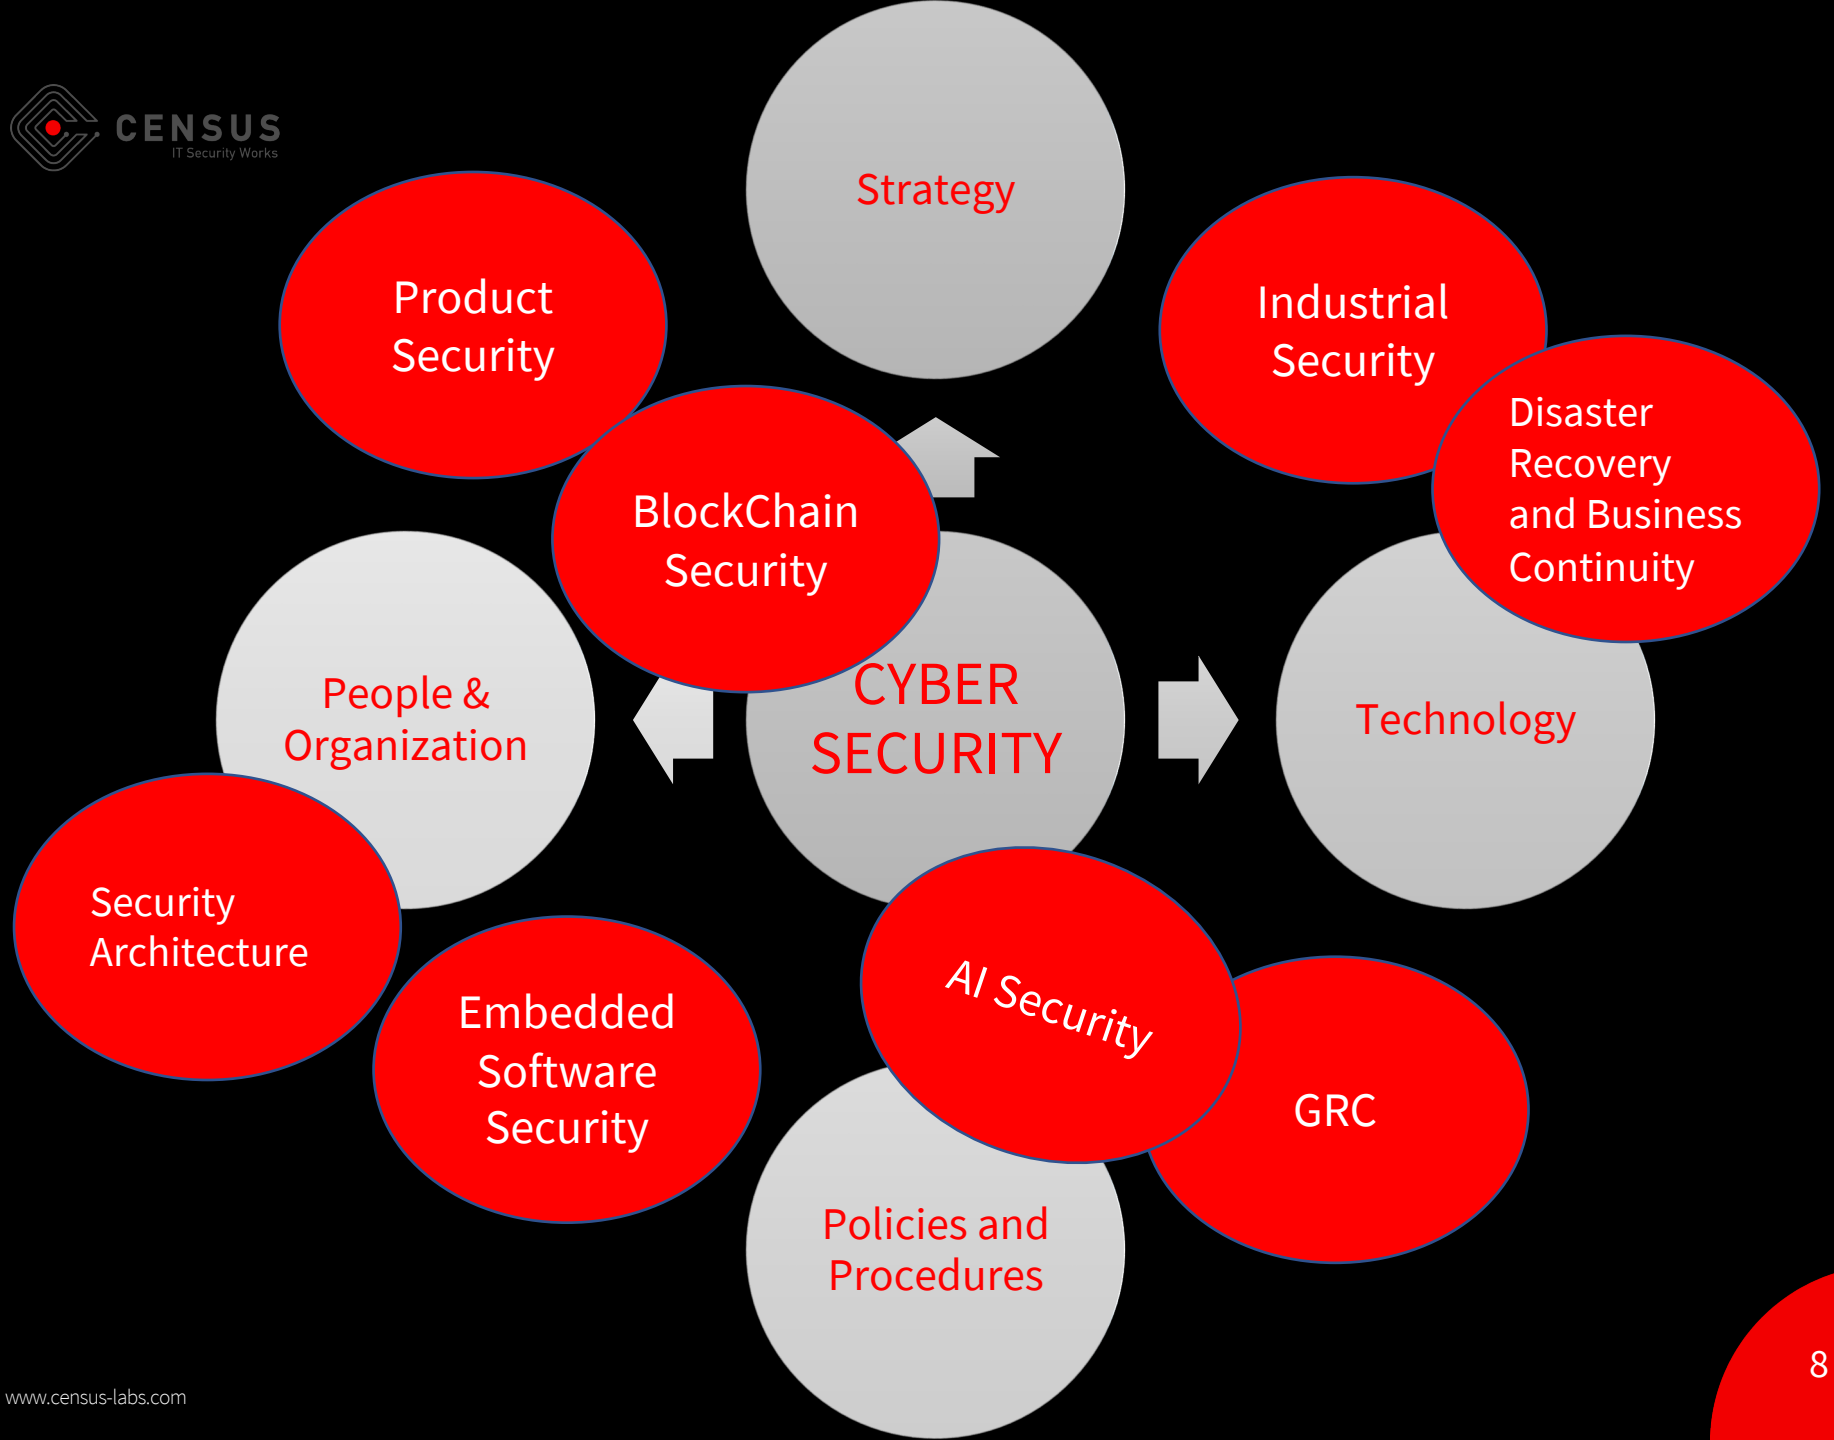 CENSUS
IT Security Works
Strategy
Product
Security
Industrial
Security
Disaster
Recovery
and Business
Continuity
BlockChain
Security
People &
Organization
CYBER
SECURITY
Technology
Security
Architecture
Embedded
Software
Security
AI Security
GRC
Policies and
Procedures
www.census-labs.com
8